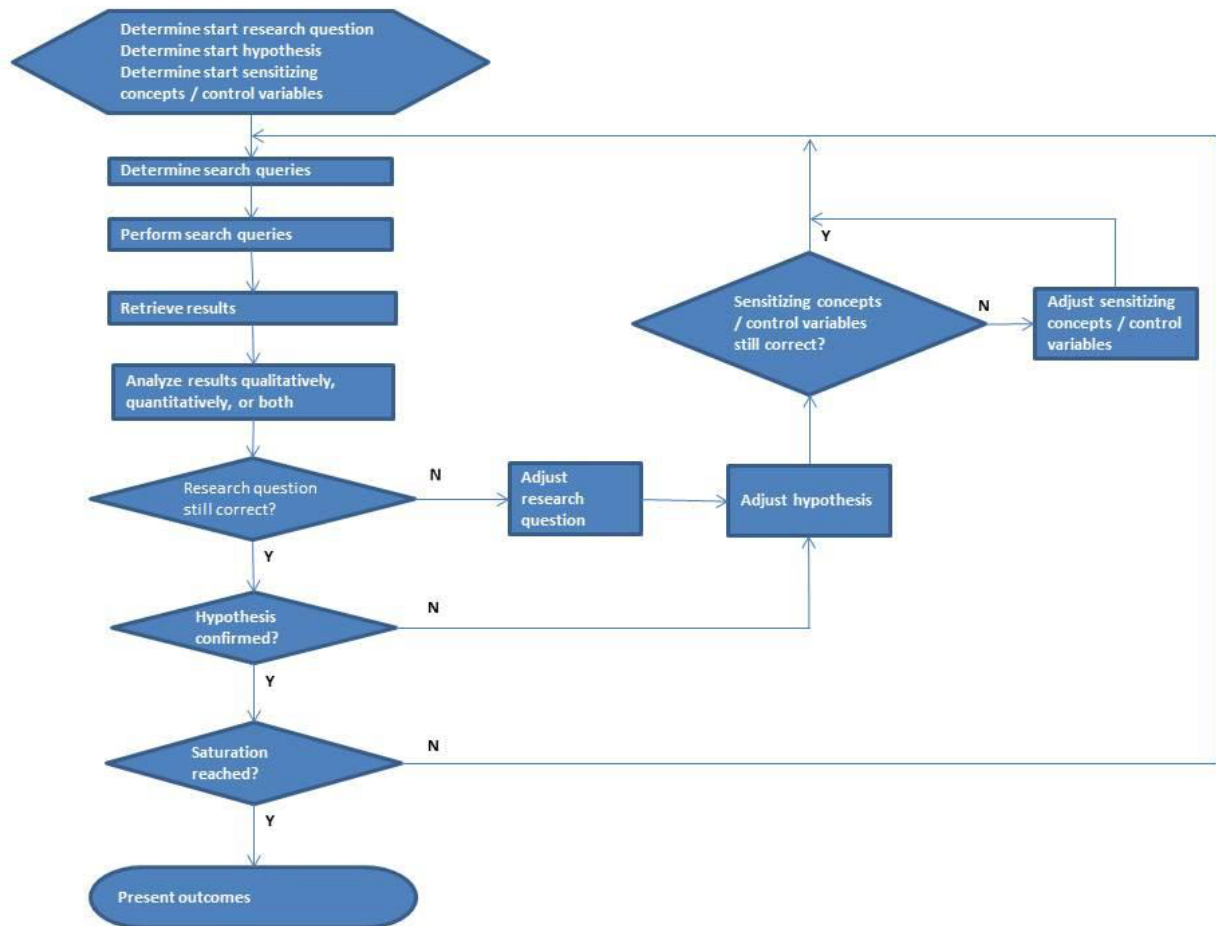 Determine start research question
Determine start hypothesis
Determine start sensitizing
concepts / control variables
Determine search queries
Perform search queries
Retrieve results
Analyze results qualitatively,
quantitatively, or both
Research question
still correct?
N
Adjust
research
question
Adjust hypothesis
Sensitizing concepts
/ control variables
still correct?
Y
N
Adjust sensitizing
concepts / control
variables
Y
Hypothesis
confirmed?
N
Y
Saturation
reached?
N
Y
Present outcomes